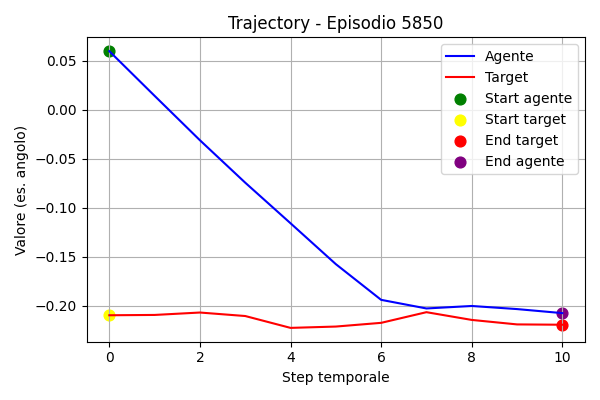 Trajectory - Episodio 5850
Agente
Target
Start agente
Start target
End target
End agente
Valore (es. angolo)
0.05
0.00
−0.05
−0.10
−0.15
−0.20
0 2 4 6 8 10
Step temporale